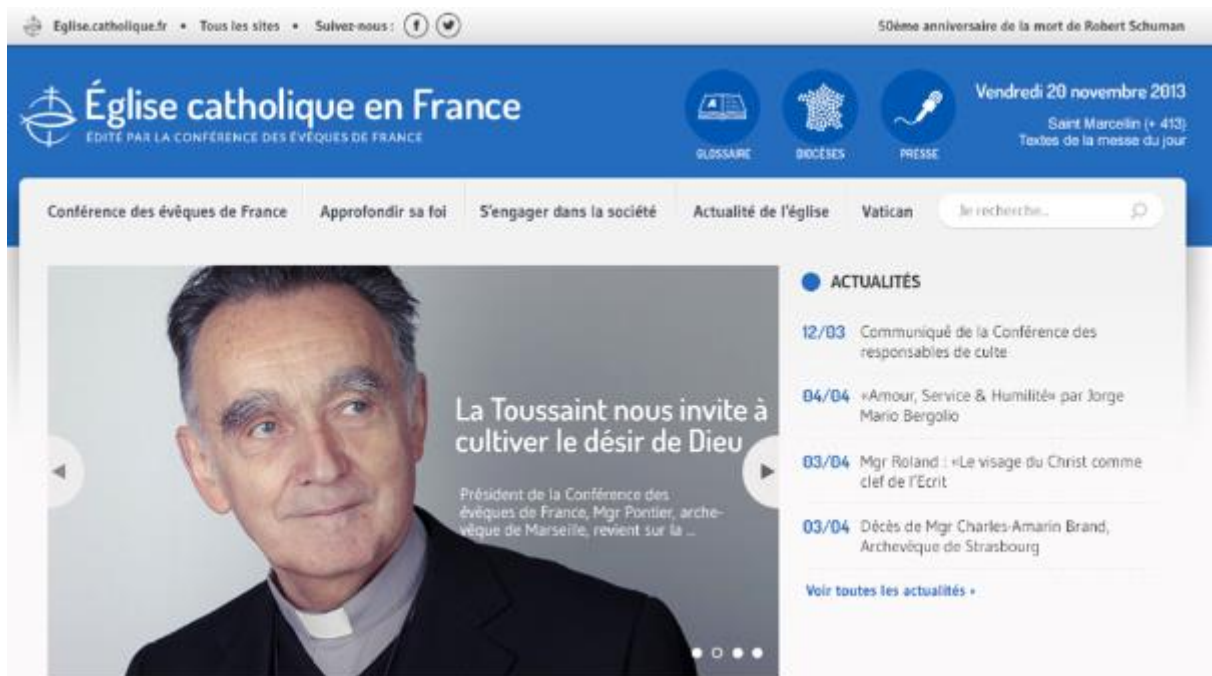 Eglise.catholique.fr • Tous les sites • Suivez-nous :
50ème anniversaire de la mort de Robert Schuman
Église catholique en France
ÉDITÉ PAR LA CONFÉRENCE DES ÉVÊQUES DE FRANCE
GLOSSAIRE
DIOCÈSES
PRESSE
Vendredi 20 novembre 2013
Saint Marcellin (+ 413)
Textes de la messe du jour
Conférence des évêques de France
Approfondir sa foi
S'engager dans la société
Actualité de l'église
Vatican
Je recherche...
La Toussaint nous invite à
cultiver le désir de Dieu
Président de la Conférence des
évêques de France, Mgr Pontier, arche-
vêque de Marseille, revient sur la ...
ACTUALITÉS
12/03 Communiqué de la Conférence des
responsables de culte
04/04 «Amour, Service & Humilité» par Jorge
Mario Bergolio
03/04 Mgr Roland : «Le visage du Christ comme
clef de l'Ecrit
03/04 Décès de Mgr Charles-Amarin Brand,
Archevêque de Strasbourg
Voir toutes les actualités »